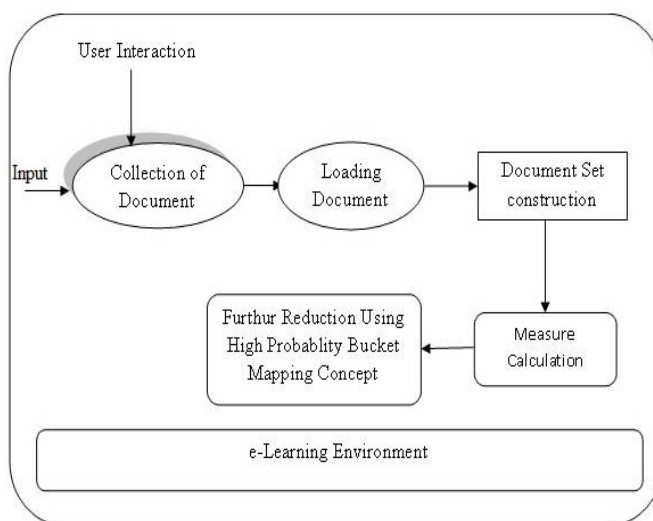 User Interaction
Input
Collection of
Document
Loading
Document
Document Set
construction
Furthur Reduction Using
High Probablity Bucket
Mapping Concept
Measure
Calculation
e-Learning Environment